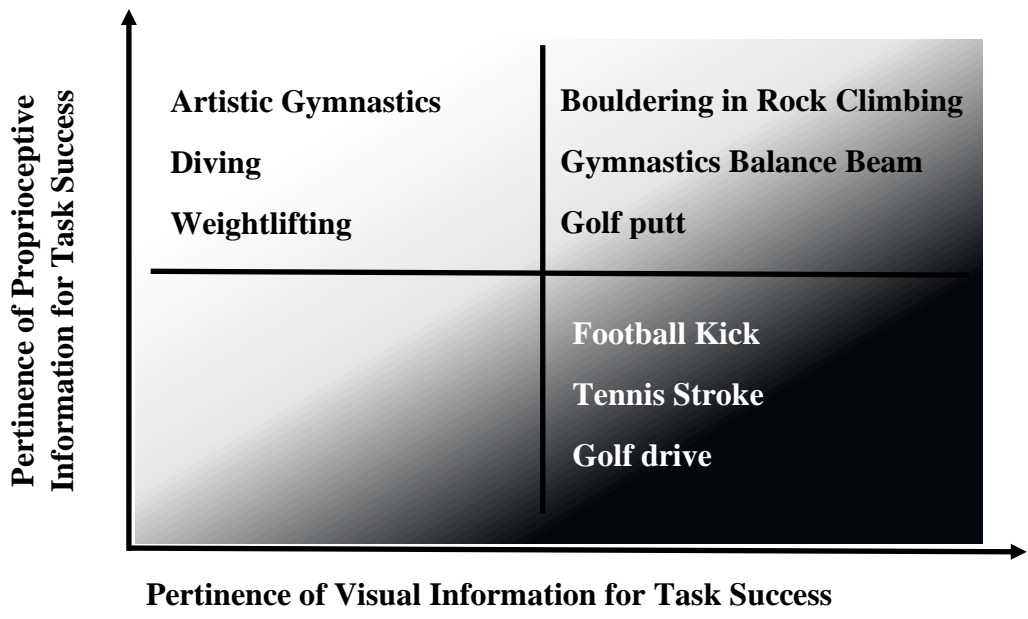 Pertinence of Proprioceptive
Information for Task Success
Artistic Gymnastics
Diving
Weightlifting
Bouldering in Rock Climbing
Gymnastics Balance Beam
Golf putt
Football Kick
Tennis Stroke
Golf drive
Pertinence of Visual Information for Task Success